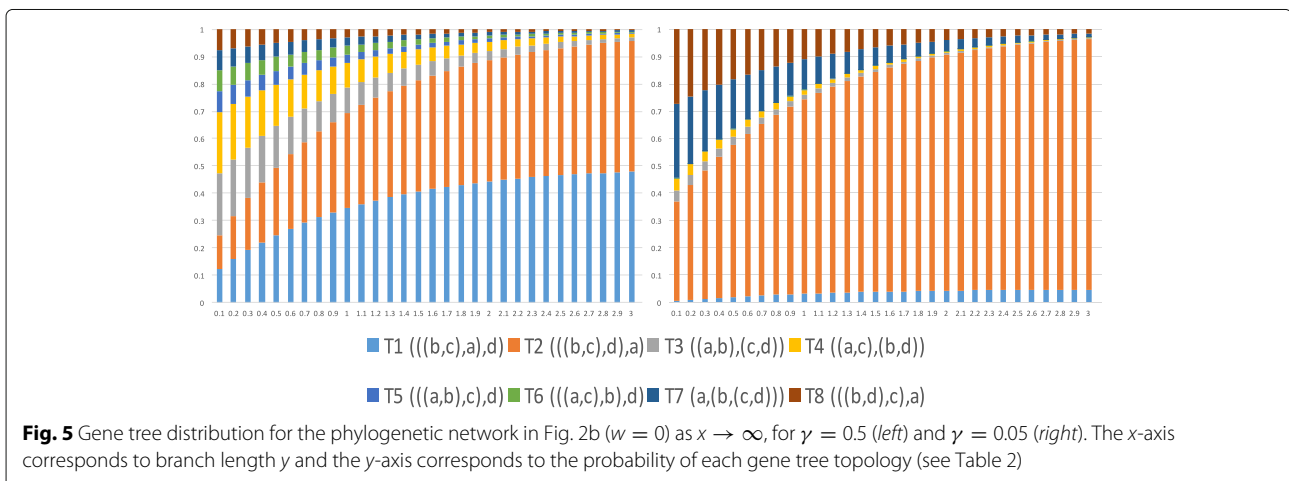 1 1
0.9 0.9
0.8 0.8
0.7 0.7
0.6 0.6
0.5 0.5
0.4 0.4
0.3 0.3
0.2 0.2
0.1 0.1
0 0
0.1 0.2 0.3 0.4 0.5 0.6 0.7 0.8 0.9 1 1.1 1.2 1.3 1.4 1.5 1.6 1.7 1.8 1.9 2 2.1 2.2 2.3 2.4 2.5 2.6 2.7 2.8 2.9 3 0.1 0.2 0.3 0.4 0.5 0.6 0.7 0.8 0.9 1 1.1 1.2 1.3 1.4 1.5 1.6 1.7 1.8 1.9 2 2.1 2.2 2.3 2.4 2.5 2.6 2.7 2.8 2.9 3
T1 (((b,c),a),d) T2 (((b,c),d),a) T3 ((a,b),(c,d)) T4 ((a,c),(b,d))
T5 (((a,b),c),d) T6 (((a,c),b),d) T7 (a,(b,(c,d))) T8 (((b,d),c),a)
Fig. 5 Gene tree distribution for the phylogenetic network in Fig. 2b (w = 0) as x → ∞, for γ = 0.5 (left) and γ = 0.05 (right). The x-axis
corresponds to branch length y and the y-axis corresponds to the probability of each gene tree topology (see Table 2)